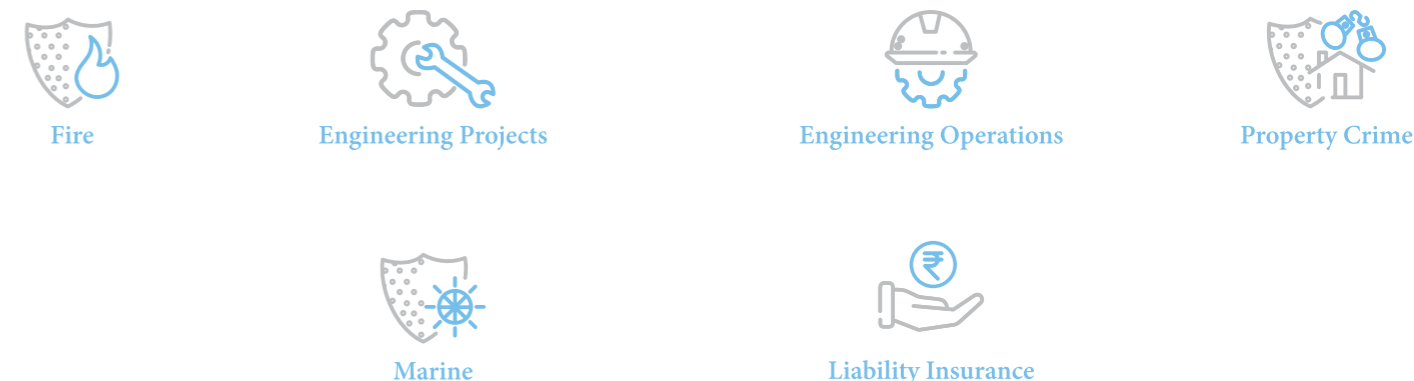 Fire
Engineering Projects
Engineering Operations
Property Crime
₹
Marine
Liability Insurance